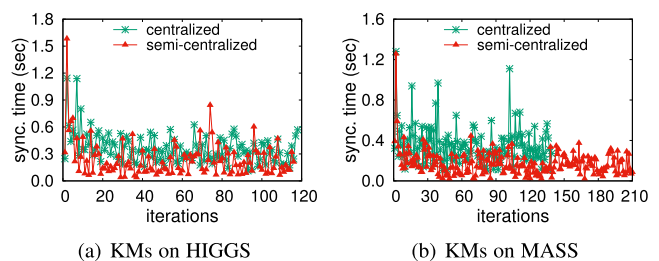 centralized
semi-centralized
sync. time (sec)
1.8
1.5
1.2
0.9
0.6
0.3
0.0
0 20 40 60 80 100 120
iterations
(a) KMs on HIGGS
centralized
semi-centralized
sync. time (sec)
1.6
1.2
0.8
0.4
0.0
0 30 60 90 120 150 180 210
iterations
(b) KMs on MASS